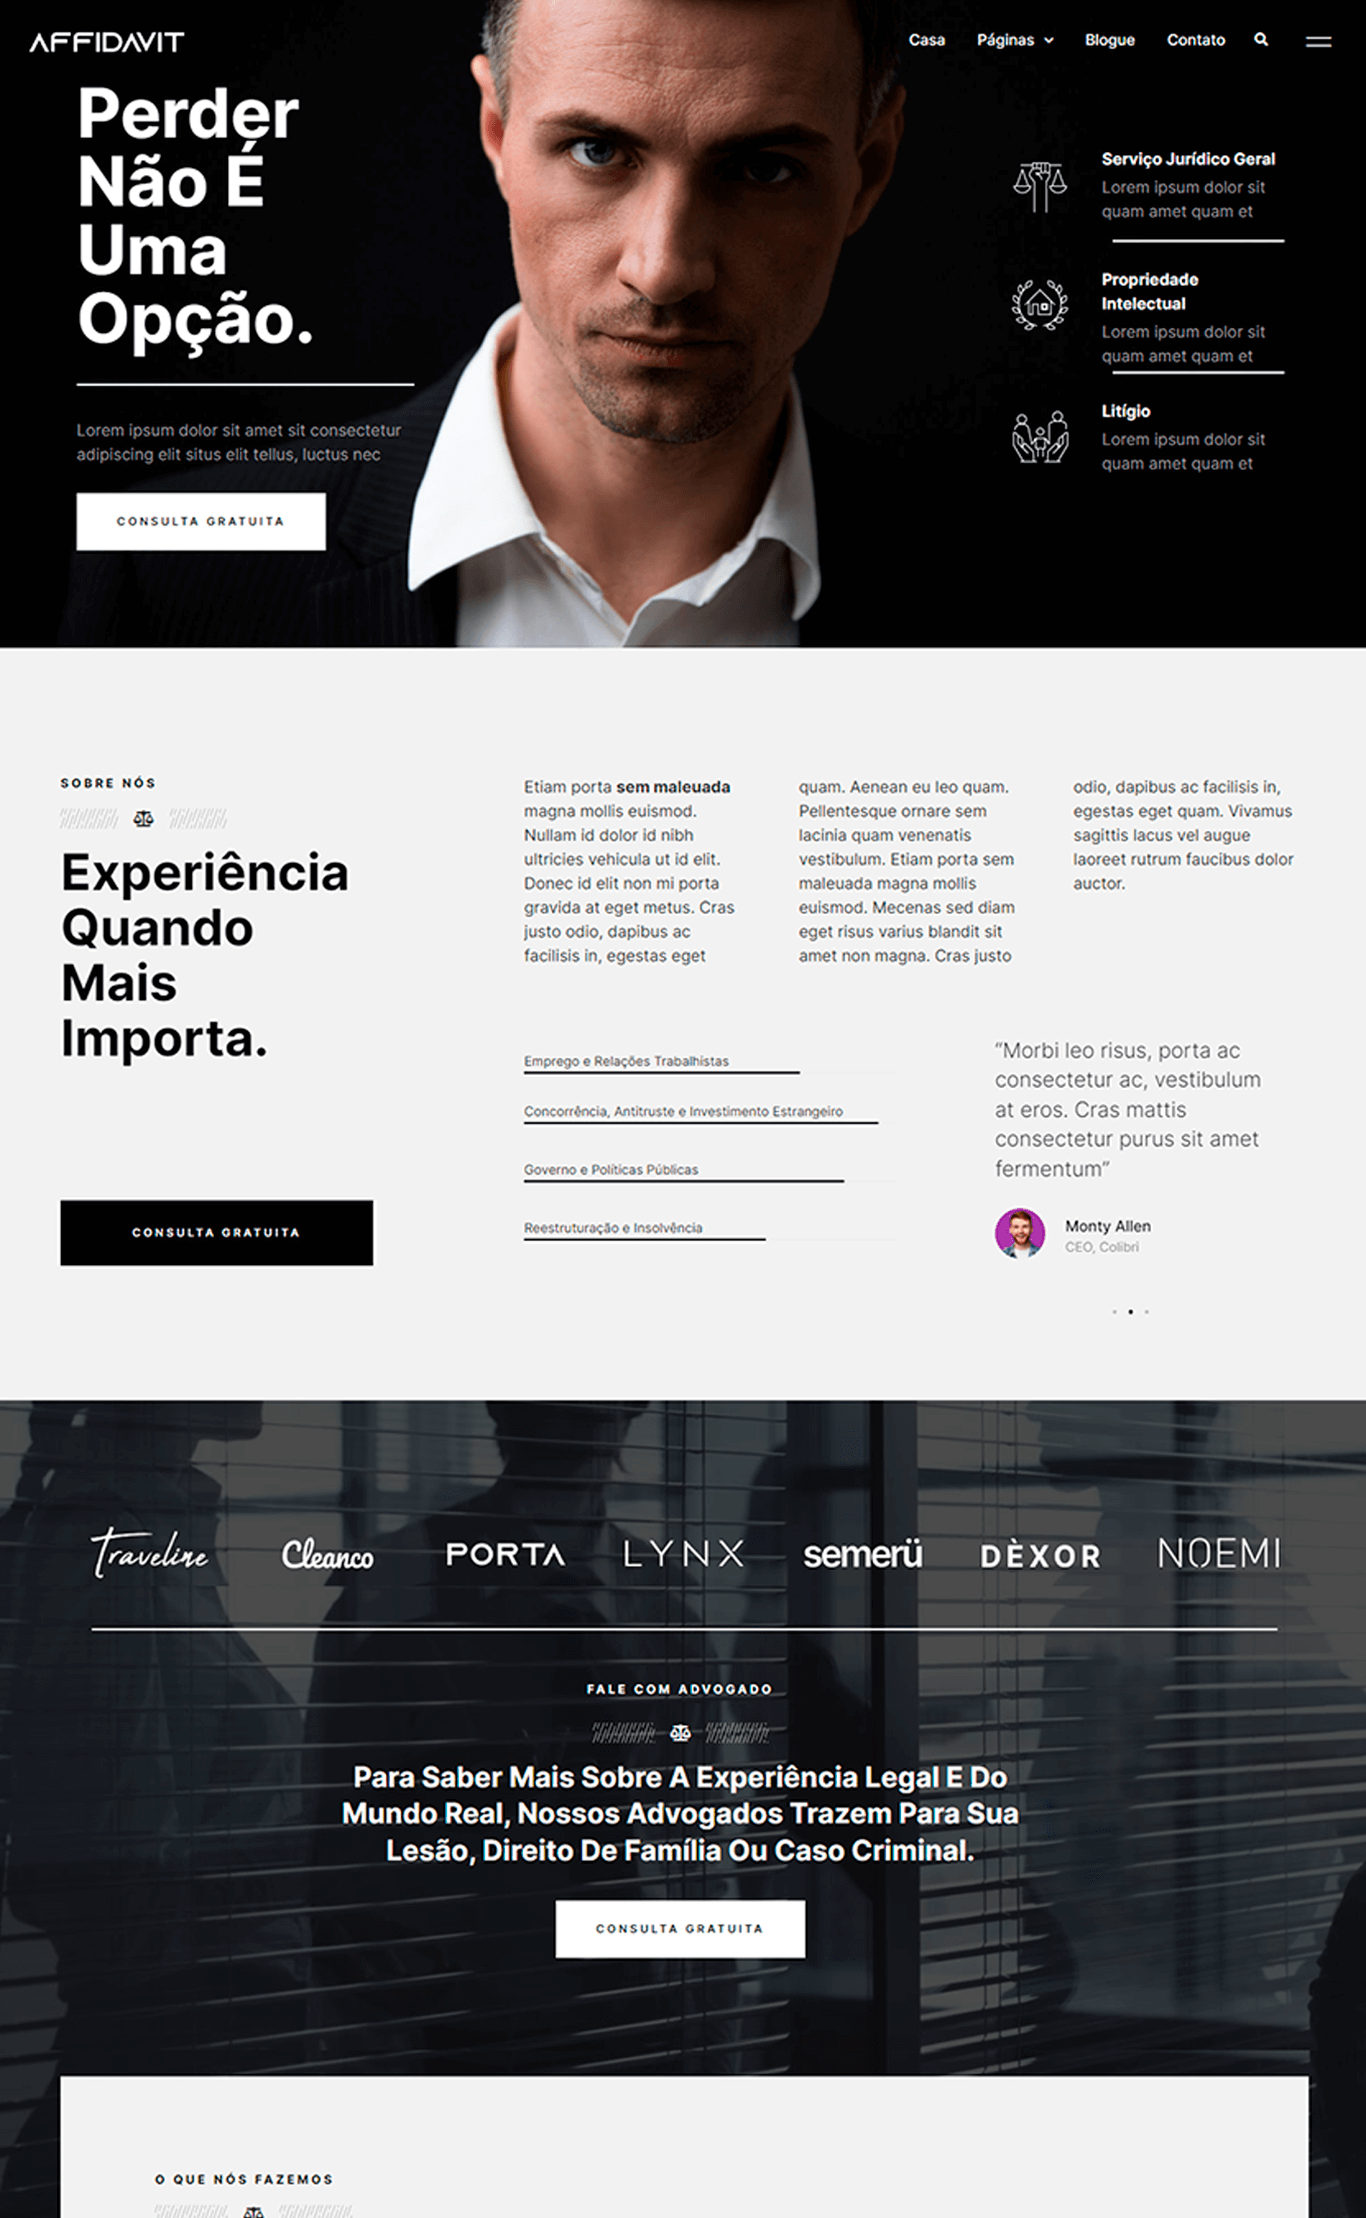 AFFIDAVIT
Casa Páginas Blogue Contato
Perder
Não É
Uma
Opção.
Lorem ipsum dolor sit amet sit consectetur
adipiscing elit situs elit tellus, luctus nec
CONSULTA GRATUITA
Serviço Jurídico Geral
Lorem ipsum dolor sit
quam amet quam et
Propriedade
Intelectual
Lorem ipsum dolor sit
quam amet quam et
Litígio
Lorem ipsum dolor sit
quam amet quam et
SOBRE NÓS
Experiência
Quando
Mais
Importa.
CONSULTA GRATUITA
Etiam porta sem maleuada
magna mollis euismod.
Nullam id dolor id nibh
ultricies vehicula ut id elit.
Donec id elit non mi porta
gravida at eget metus. Cras
justo odio, dapibus ac
facilisis in, egestas eget
quam. Aenean eu leo quam.
Pellentesque ornare sem
lacinia quam venenatis
vestibulum. Etiam porta sem
maleuada magna mollis
euismod. Mecenas sed diam
eget risus varius blandit sit
amet non magna. Cras justo
odio, dapibus ac facilisis in,
egestas eget quam. Vivamus
sagittis lacus vel augue
laoreet rutrum faucibus dolor
auctor.
Emprego e Relações Trabalhistas
Concorrência, Antitruste e Investimento Estrangeiro
Governo e Políticas Públicas
Reestruturação e Insolvência
“Morbi leo risus, porta ac
consectetur ac, vestibulum
at eros. Cras mattis
consectetur purus sit amet
fermentum”
Monty Allen
CEO, Colibri
Traveline Cleanco PORTA LYNX semerü DÈXOR NOEMI
FALE COM ADVOGADO
Para Saber Mais Sobre A Experiência Legal E Do
Mundo Real, Nossos Advogados Trazem Para Sua
Lesão, Direito De Família Ou Caso Criminal.
CONSULTA GRATUITA
O QUE NÓS FAZEMOS